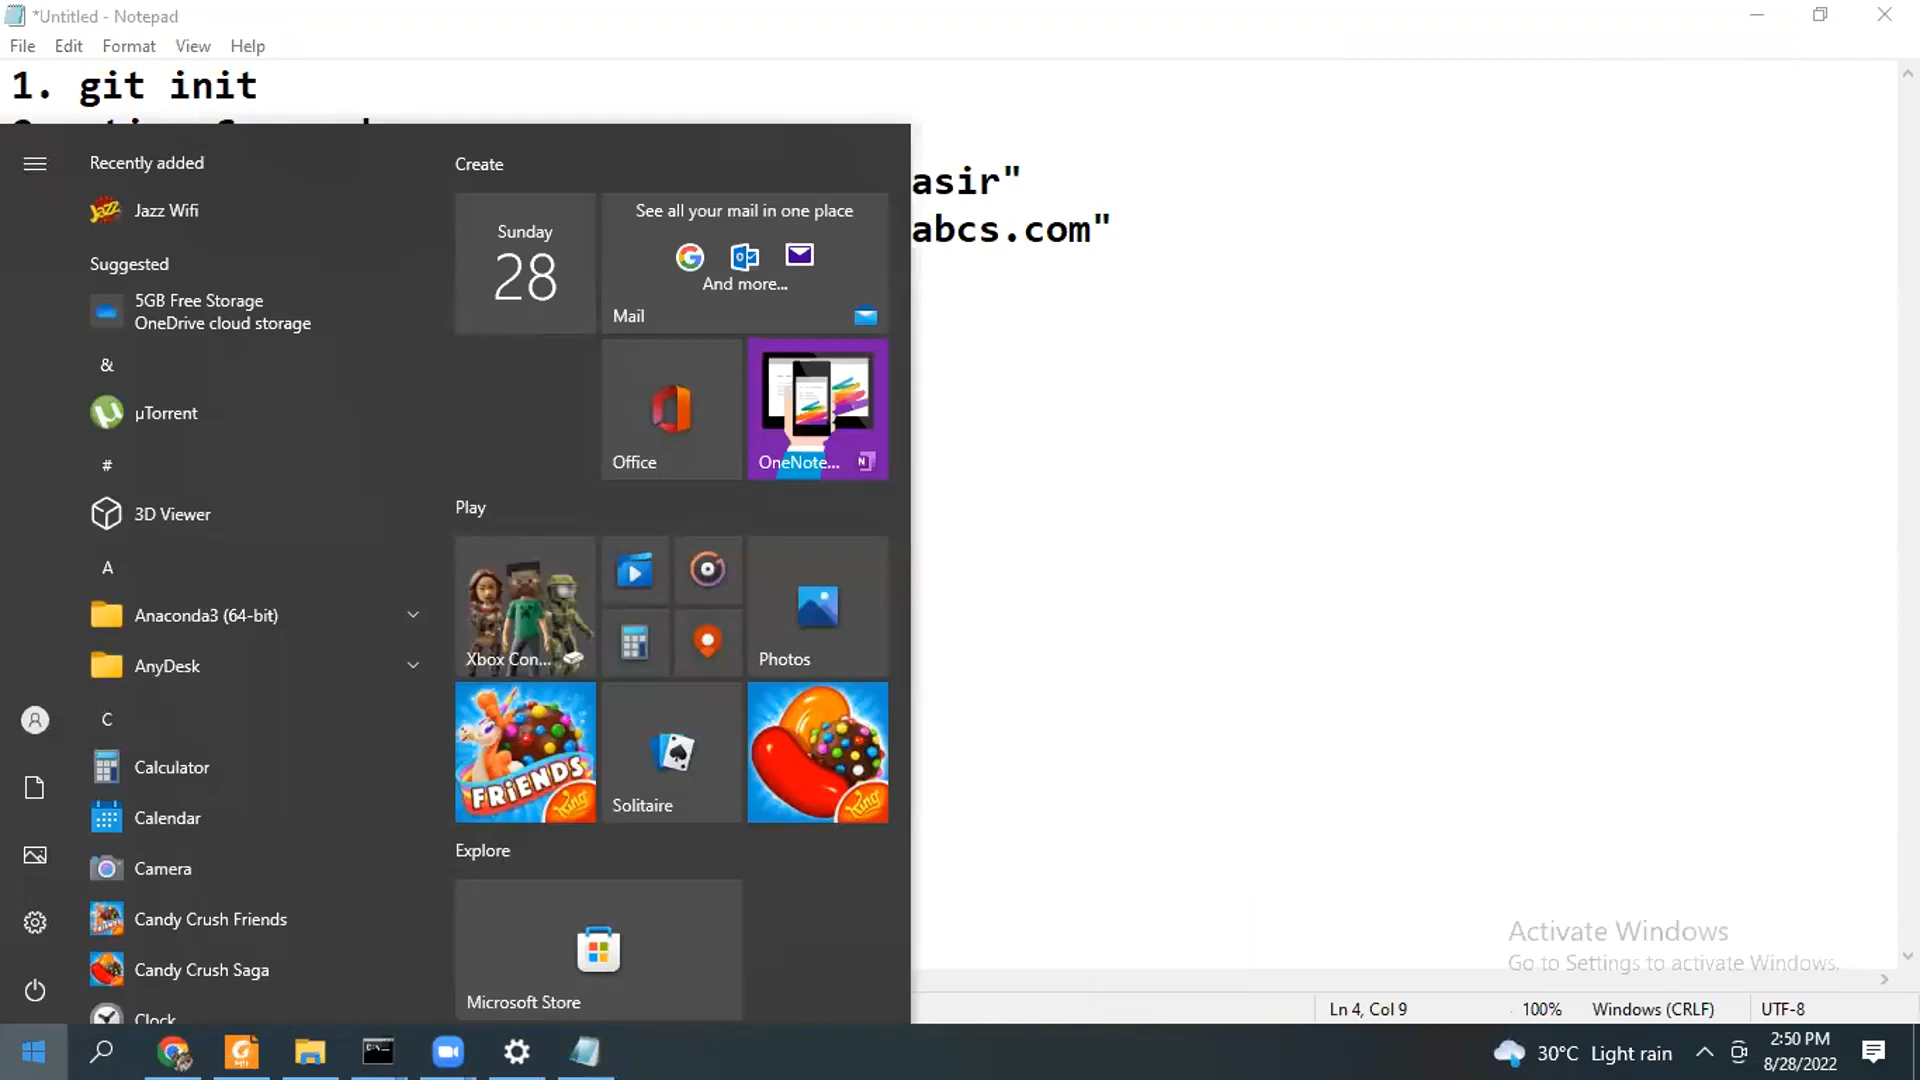 *Untitled - Notepad
File Edit Format View Help
1. git init
asir"
abcs.com"
Recently added
Jazz Wifi
Suggested
5GB Free Storage
OneDrive cloud storage
&
µTorrent
#
3D Viewer
A
Anaconda3 (64-bit)
AnyDesk
C
Calculator
Calendar
Camera
Candy Crush Friends
Candy Crush Saga
Clock
Create
Sunday
28
See all your mail in one place
And more...
Mail
Office
OneNote...
Play
Xbox Con...
Photos
FRIENDS
King
Solitaire
King
Explore
Microsoft Store
Activate Windows
Go to Settings to activate Windows.
Ln 4, Col 9 100% Windows (CRLF) UTF-8
30°C Light rain
2:50 PM
8/28/2022